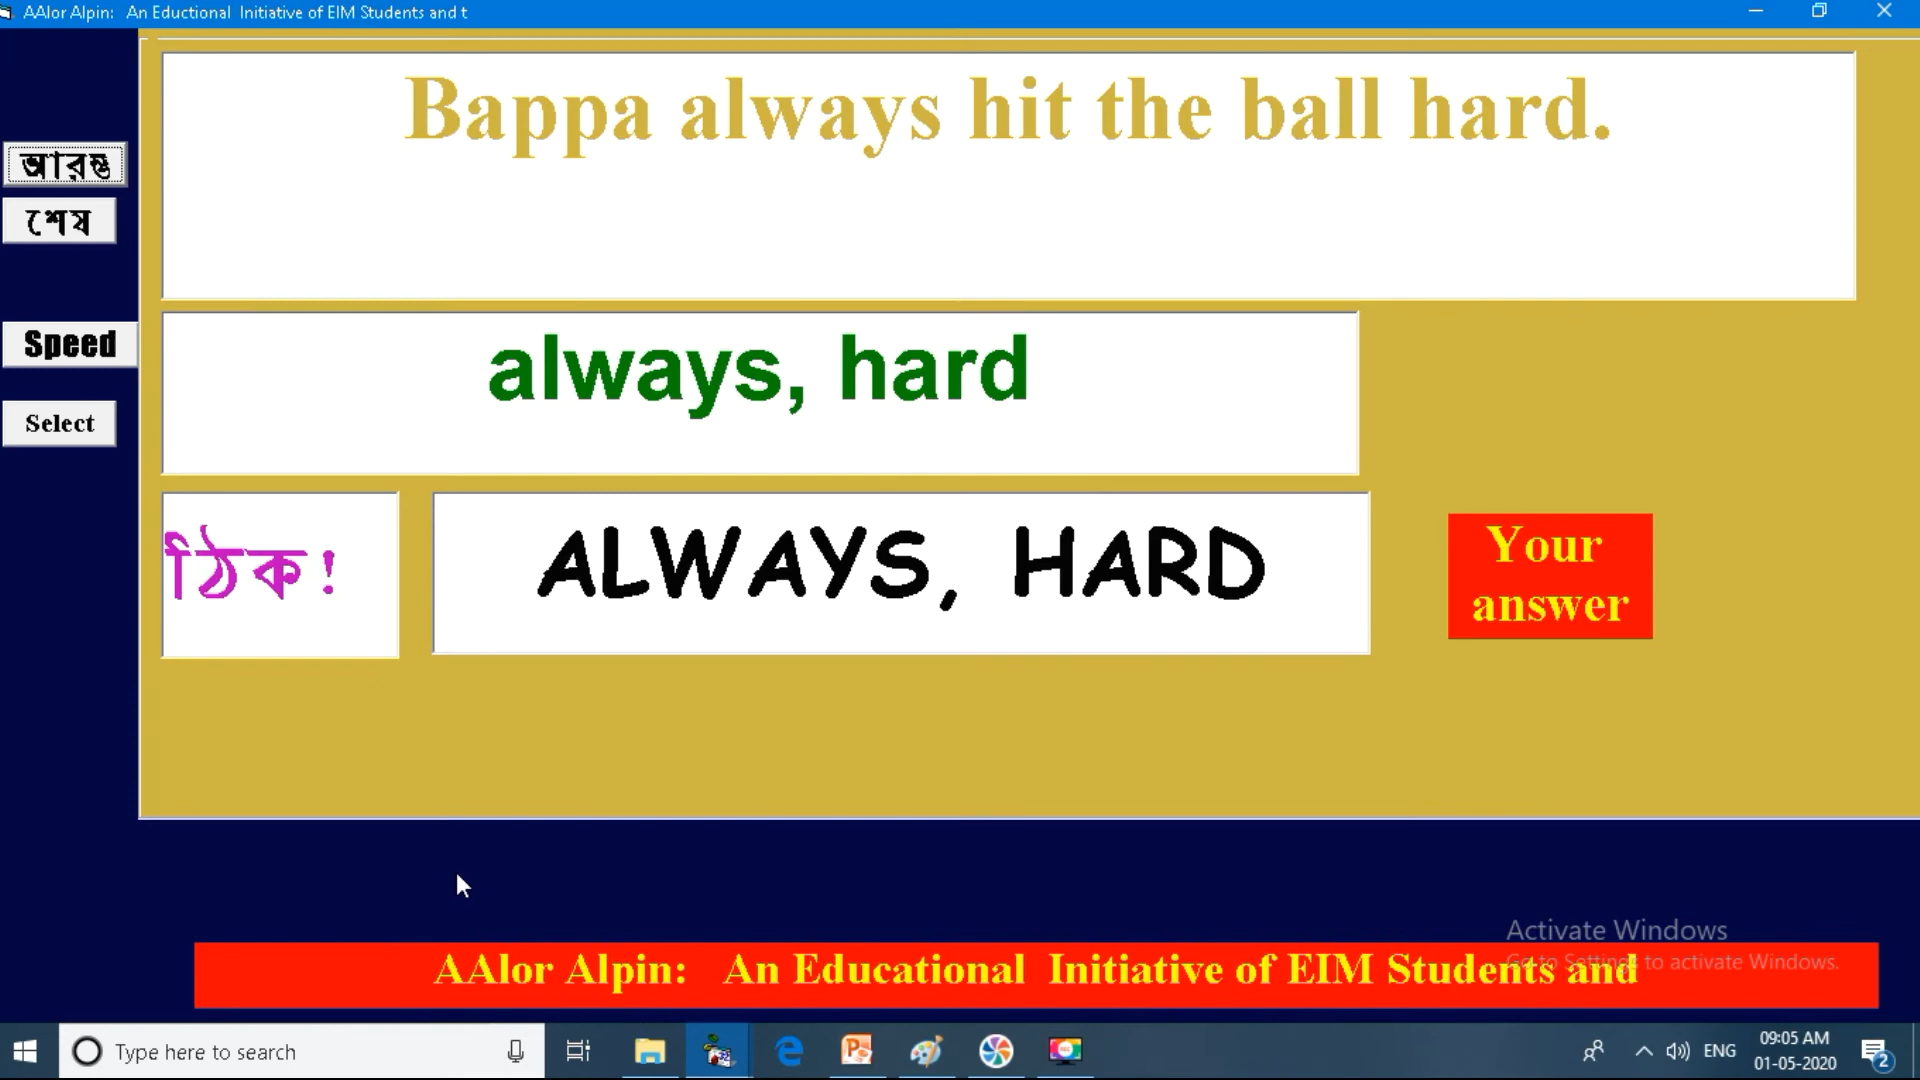 AAlor Alpin: An Eductional Initiative of EIM Students and t
Bappa always hit the ball hard.
আরম্ভ
শেষ
Speed
always, hard
Select
ঠিক!
ALWAYS, HARD
Your
answer
Activate Windows
Go to Settings to activate Windows.
AAlor Alpin: An Educational Initiative of EIM Students and
Type here to search
ENG
09:05 AM
01-05-2020
2